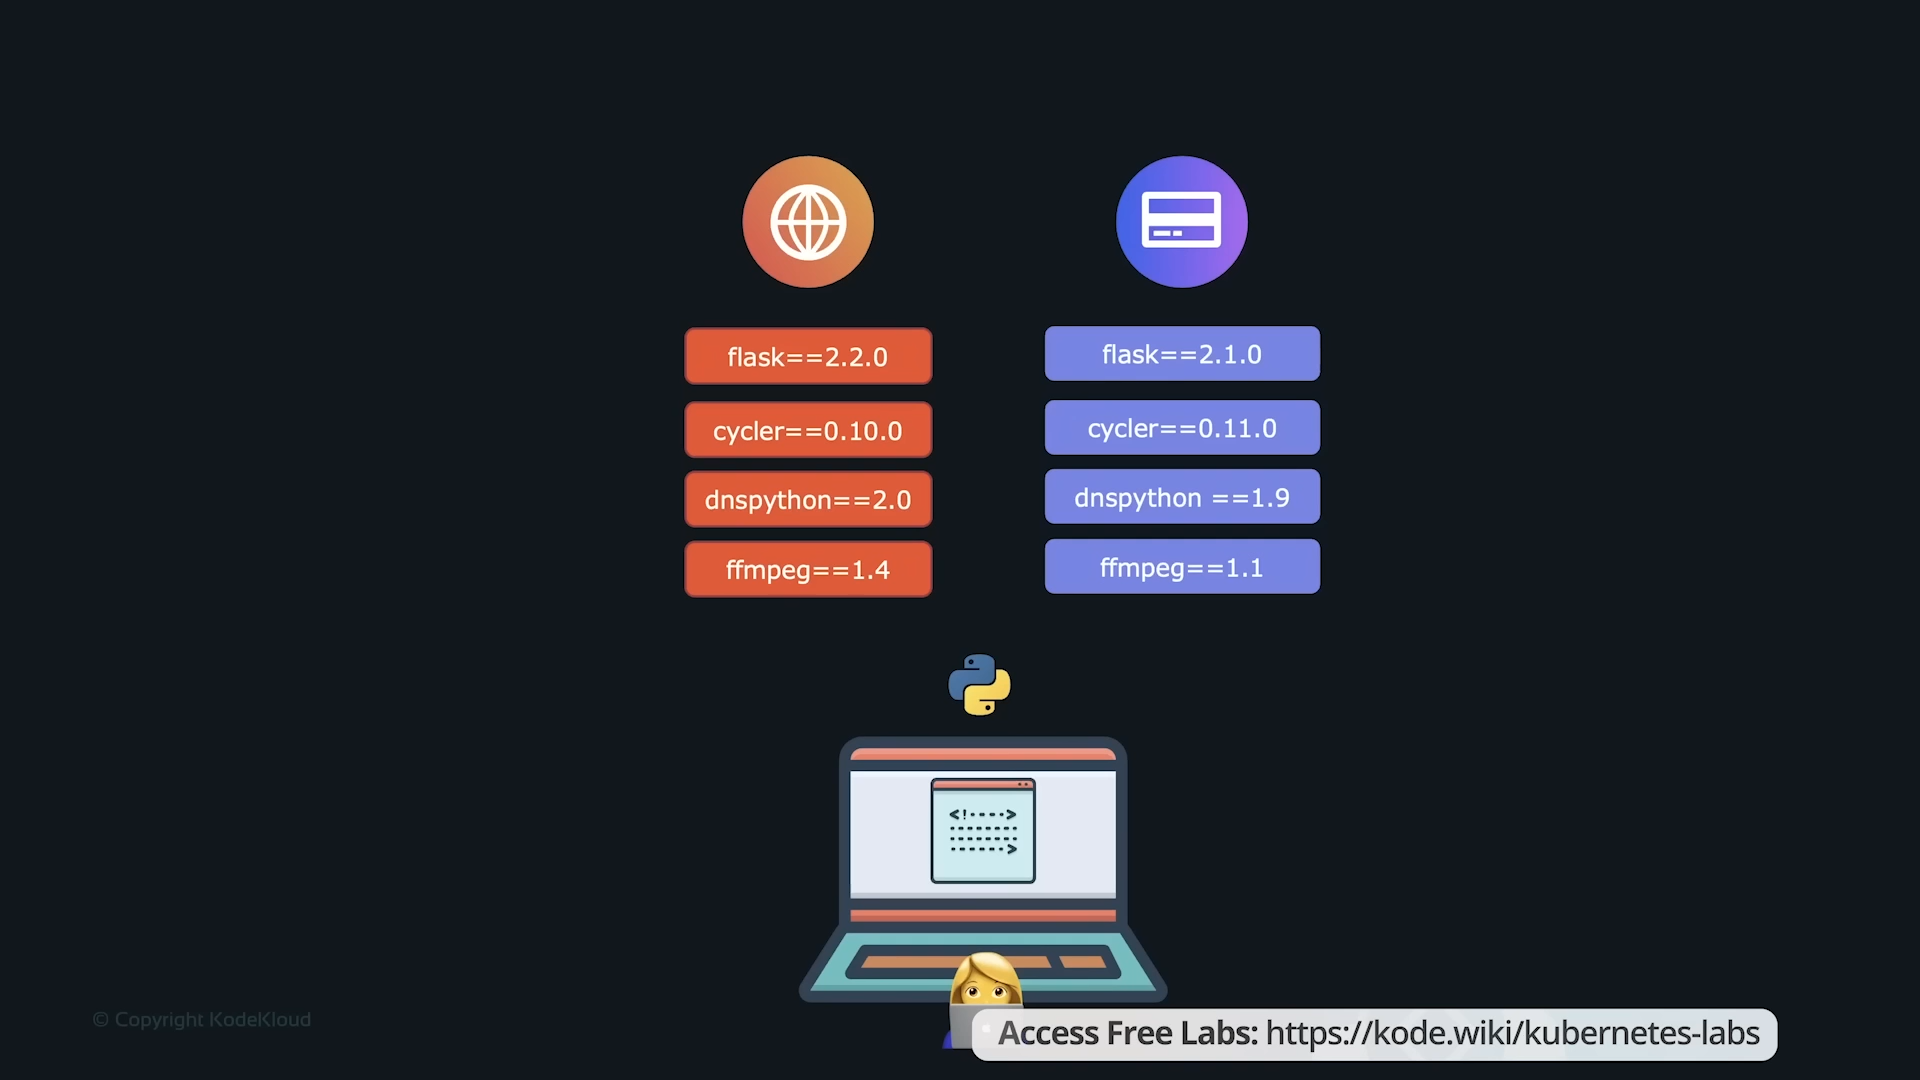 flask==2.2.0
cycler==0.10.0
dnspython==2.0
ffmpeg==1.4
flask==2.1.0
cycler==0.11.0
dnspython ==1.9
ffmpeg==1.1
<!---->
© Copyright KodeKloud
Access Free Labs: https://kode.wiki/kubernetes-labs